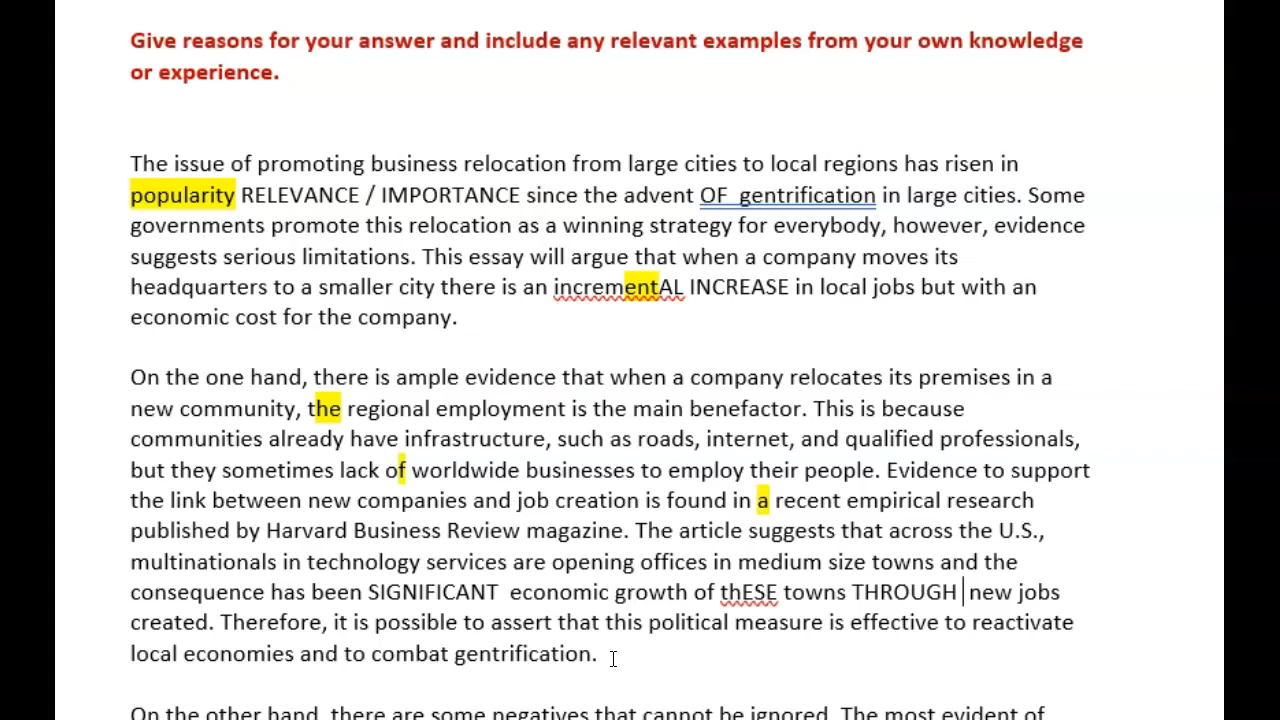 Give reasons for your answer and include any relevant examples from your own knowledge
or experience.
The issue of promoting business relocation from large cities to local regions has risen in
popularity RELEVANCE / IMPORTANCE since the advent OF  gentrification in large cities. Some
governments promote this relocation as a winning strategy for everybody, however, evidence
suggests serious limitations. This essay will argue that when a company moves its
headquarters to a smaller city there is an incrementAL INCREASE in local jobs but with an
economic cost for the company.
On the one hand, there is ample evidence that when a company relocates its premises in a
new community, the regional employment is the main benefactor. This is because
communities already have infrastructure, such as roads, internet, and qualified professionals,
but they sometimes lack of worldwide businesses to employ their people. Evidence to support
the link between new companies and job creation is found in a recent empirical research
published by Harvard Business Review magazine. The article suggests that across the U.S.,
multinationals in technology services are opening offices in medium size towns and the
consequence has been SIGNIFICANT  economic growth of thESE towns THROUGH new jobs
created. Therefore, it is possible to assert that this political measure is effective to reactivate
local economies and to combat gentrification.
On the other hand, there are some negatives that cannot be ignored. The most evident of